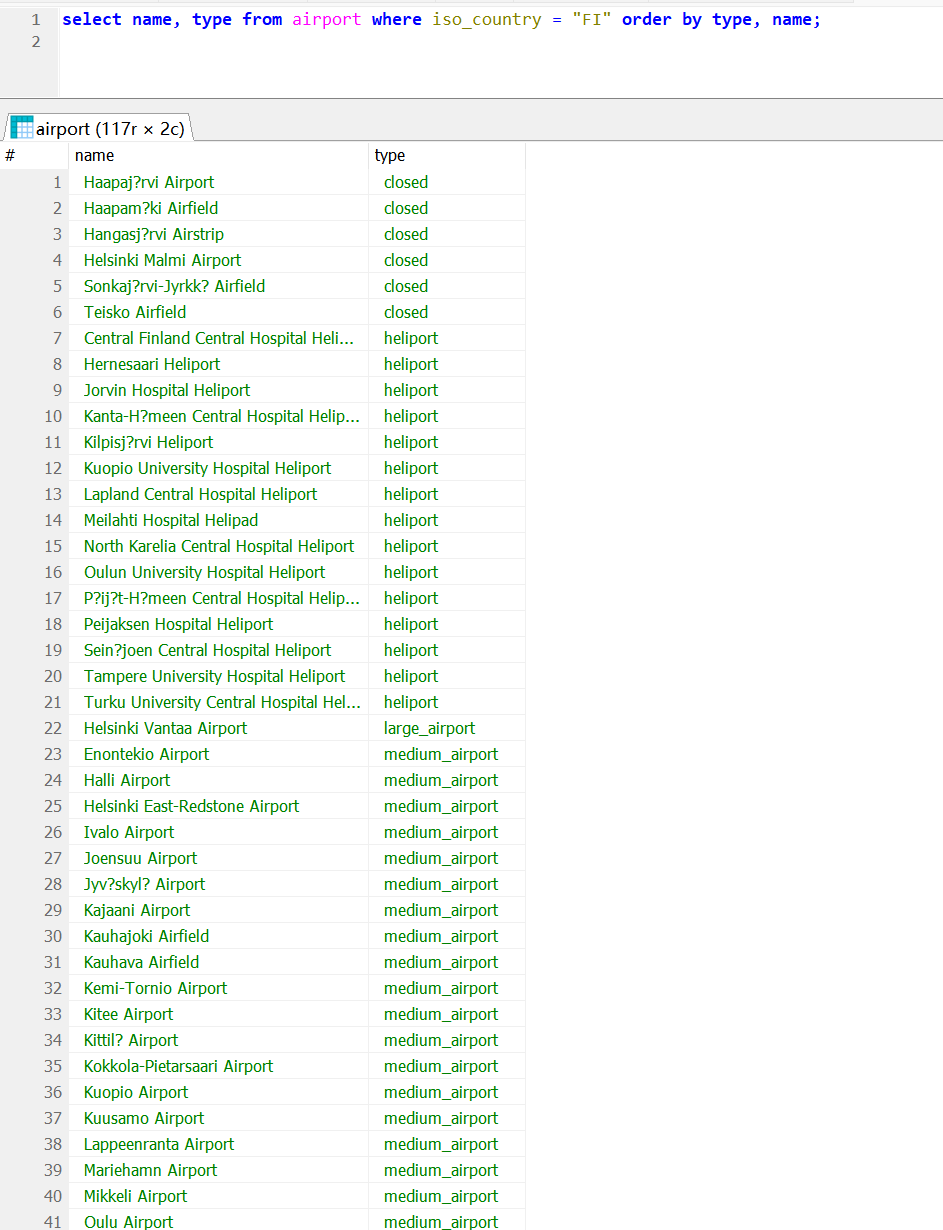 1 select name, type from airport where iso_country = "FI" order by type, name;
2
airport (117r × 2c)
# name type
1 Haapaj?rvi Airport closed
2 Haapam?ki Airfield closed
3 Hangasj?rvi Airstrip closed
4 Helsinki Malmi Airport closed
5 Sonkaj?rvi-Jyrkk? Airfield closed
6 Teisko Airfield closed
7 Central Finland Central Hospital Heli... heliport
8 Hernesaari Heliport heliport
9 Jorvin Hospital Heliport heliport
10 Kanta-H?meen Central Hospital Helip... heliport
11 Kilpisj?rvi Heliport heliport
12 Kuopio University Hospital Heliport heliport
13 Lapland Central Hospital Heliport heliport
14 Meilahti Hospital Helipad heliport
15 North Karelia Central Hospital Heliport heliport
16 Oulun University Hospital Heliport heliport
17 P?ij?t-H?meen Central Hospital Helip... heliport
18 Peijaksen Hospital Heliport heliport
19 Sein?joen Central Hospital Heliport heliport
20 Tampere University Hospital Heliport heliport
21 Turku University Central Hospital Hel... heliport
22 Helsinki Vantaa Airport large_airport
23 Enontekio Airport medium_airport
24 Halli Airport medium_airport
25 Helsinki East-Redstone Airport medium_airport
26 Ivalo Airport medium_airport
27 Joensuu Airport medium_airport
28 Jyv?skyl? Airport medium_airport
29 Kajaani Airport medium_airport
30 Kauhajoki Airfield medium_airport
31 Kauhava Airfield medium_airport
32 Kemi-Tornio Airport medium_airport
33 Kitee Airport medium_airport
34 Kittil? Airport medium_airport
35 Kokkola-Pietarsaari Airport medium_airport
36 Kuopio Airport medium_airport
37 Kuusamo Airport medium_airport
38 Lappeenranta Airport medium_airport
39 Mariehamn Airport medium_airport
40 Mikkeli Airport medium_airport
41 Oulu Airport medium_airport